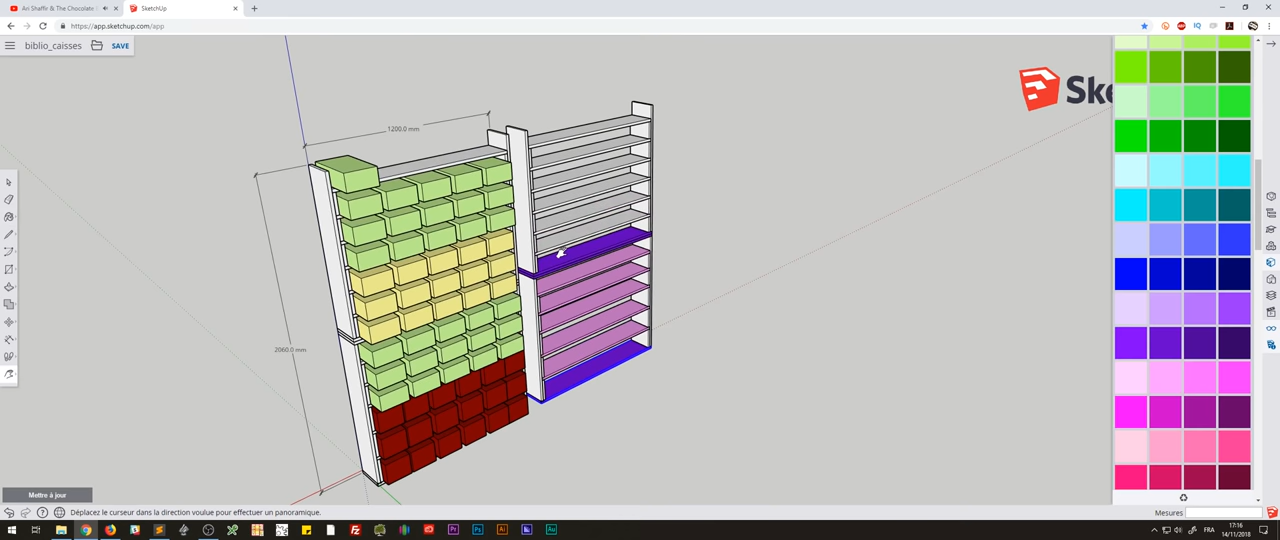 Ari Shaffir & The Chocolate
SketchUp
https://app.sketchup.com/app
biblio_caisses
SAVE
Ske
1200.0 mm
2060.0 mm
Mettre à jour
Déplacez le curseur dans la direction voulue pour effectuer un panoramique.
Mesures
FRA
17:16
14/11/2018